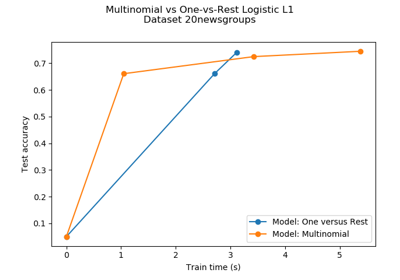 Multinomial vs One-vs-Rest Logistic L1
Dataset 20newsgroups
0.7
0.6
0.5
0.4
0.3
0.2
0.1
Test accuracy
Model: One versus Rest
Model: Multinomial
0 1 2 3 4 5
Train time (s)